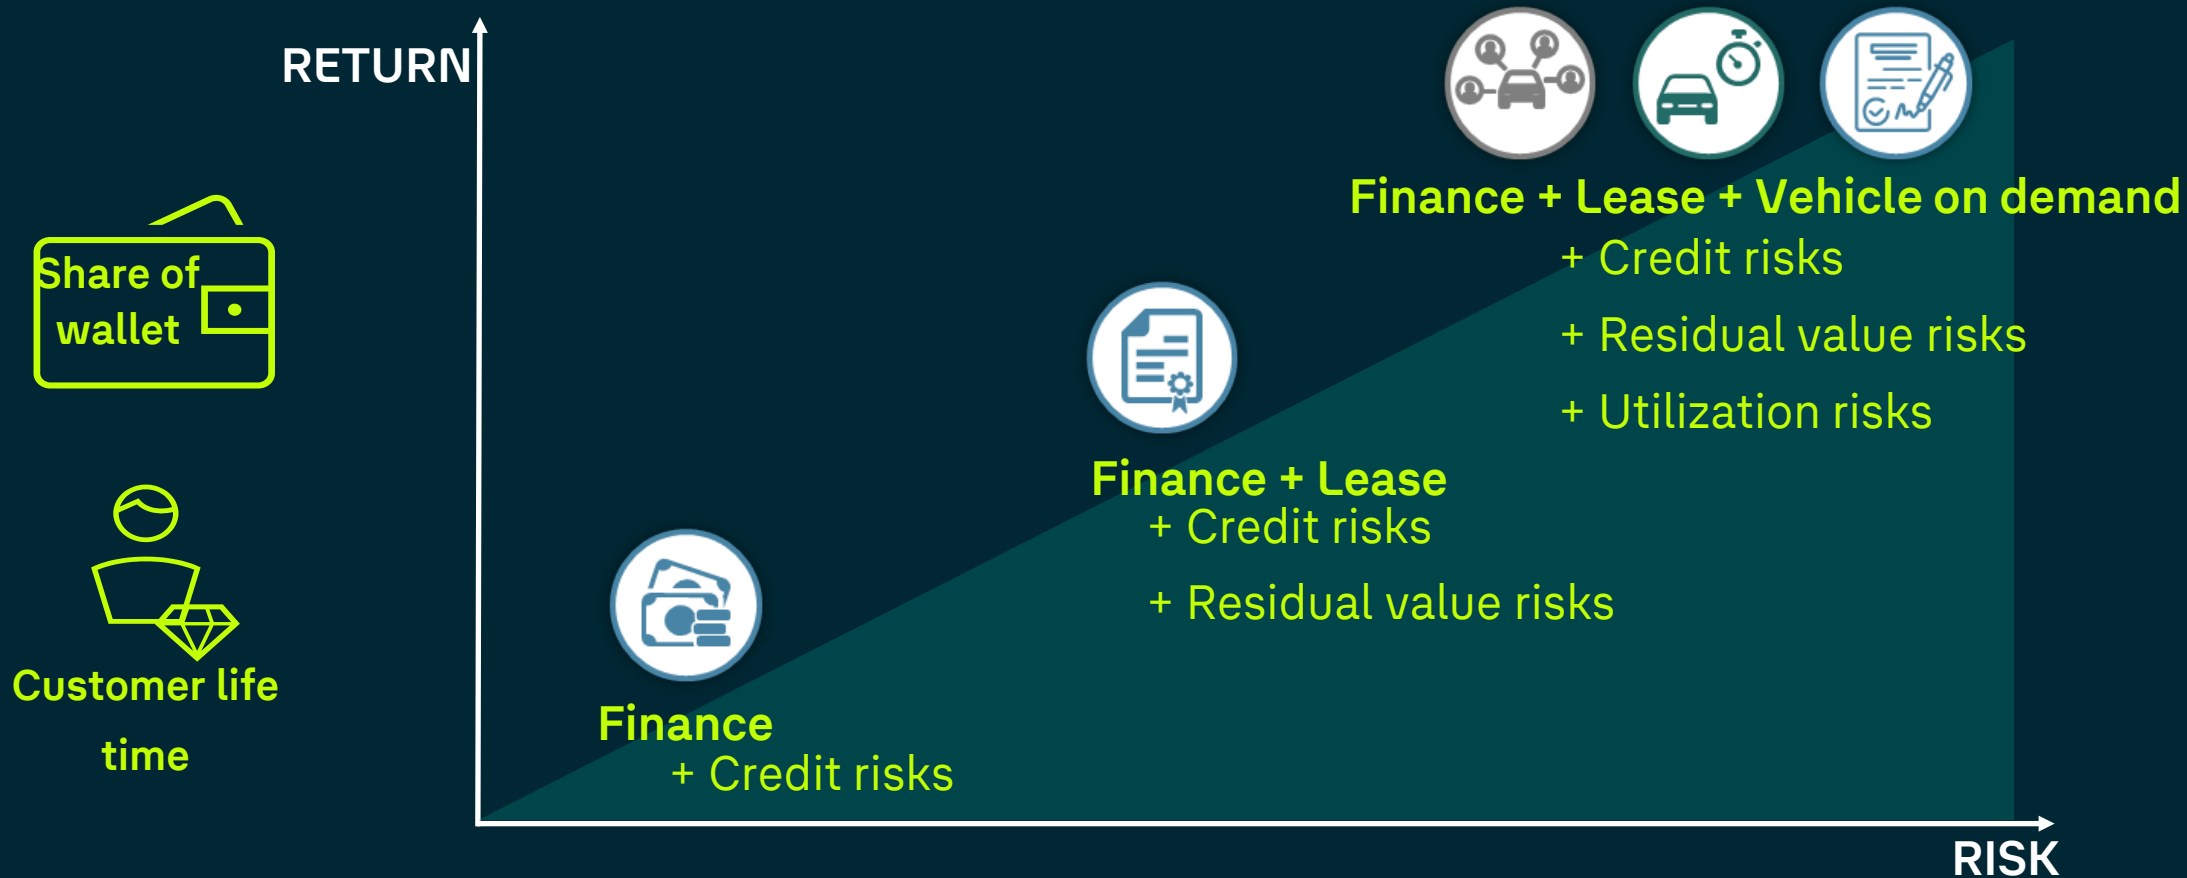 RETURN
Share of
wallet
Customer life
time
Finance + Lease + Vehicle on demand
+ Credit risks
+ Residual value risks
+ Utilization risks
Finance + Lease
+ Credit risks
+ Residual value risks
Finance
+ Credit risks
RISK